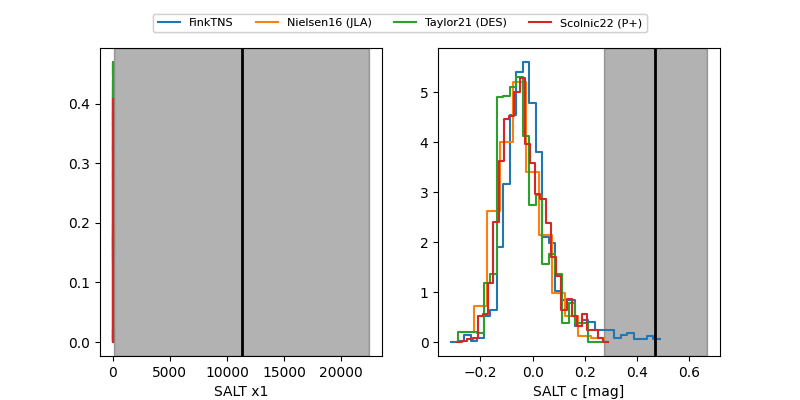 FinkTNS Nielsen16 (JLA) Taylor21 (DES) Scolnic22 (P+)
0.4
0.3
0.2
0.1
0.0
0 5000 10000 15000 20000
SALT x1
5
4
3
2
1
0
−0.2 0.0 0.2 0.4 0.6
SALT c [mag]